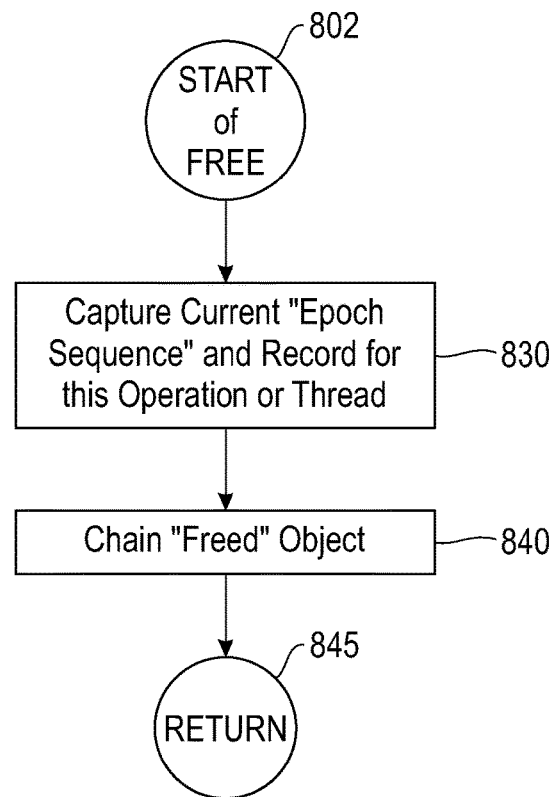 802
START
of
FREE
Capture Current "Epoch
Sequence" and Record for
this Operation or Thread
830
Chain "Freed" Object
840
845
RETURN